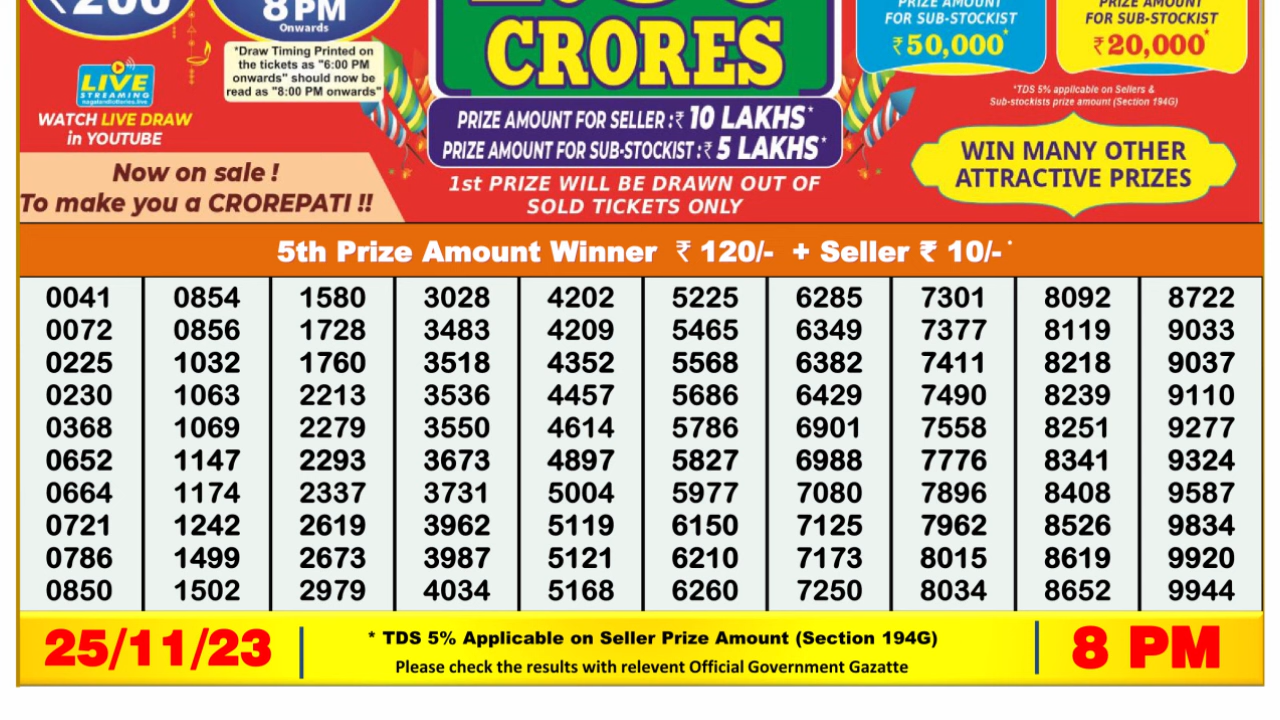 ₹200
8 PM
Onwards
*Draw Timing Printed on
the tickets as "6:00 PM
onwards" should now be
read as "8:00 PM onwards"
LIVE
STREAMING
nagalandlotteries.live
WATCH LIVE DRAW
in YOUTUBE
Now on sale !
To make you a CROREPATI !!
CRORES
PRIZE AMOUNT FOR SELLER :₹ 10 LAKHS*
PRIZE AMOUNT FOR SUB-STOCKIST :₹ 5 LAKHS*
1st PRIZE WILL BE DRAWN OUT OF
SOLD TICKETS ONLY
PRIZE AMOUNT
FOR SUB-STOCKIST
₹50,000*
PRIZE AMOUNT
FOR SUB-STOCKIST
₹20,000*
*TDS 5% applicable on Sellers &
Sub-stockists prize amount (Section 194G)
WIN MANY OTHER
ATTRACTIVE PRIZES
5th Prize Amount Winner ₹ 120/- + Seller ₹ 10/-*
0041 0854 1580 3028 4202 5225 6285 7301 8092 8722
0072 0856 1728 3483 4209 5465 6349 7377 8119 9033
0225 1032 1760 3518 4352 5568 6382 7411 8218 9037
0230 1063 2213 3536 4457 5686 6429 7490 8239 9110
0368 1069 2279 3550 4614 5786 6901 7558 8251 9277
0652 1147 2293 3673 4897 5827 6988 7776 8341 9324
0664 1174 2337 3731 5004 5977 7080 7896 8408 9587
0721 1242 2619 3962 5119 6150 7125 7962 8526 9834
0786 1499 2673 3987 5121 6210 7173 8015 8619 9920
0850 1502 2979 4034 5168 6260 7250 8034 8652 9944
25/11/23
* TDS 5% Applicable on Seller Prize Amount (Section 194G)
Please check the results with relevent Official Government Gazatte
8 PM